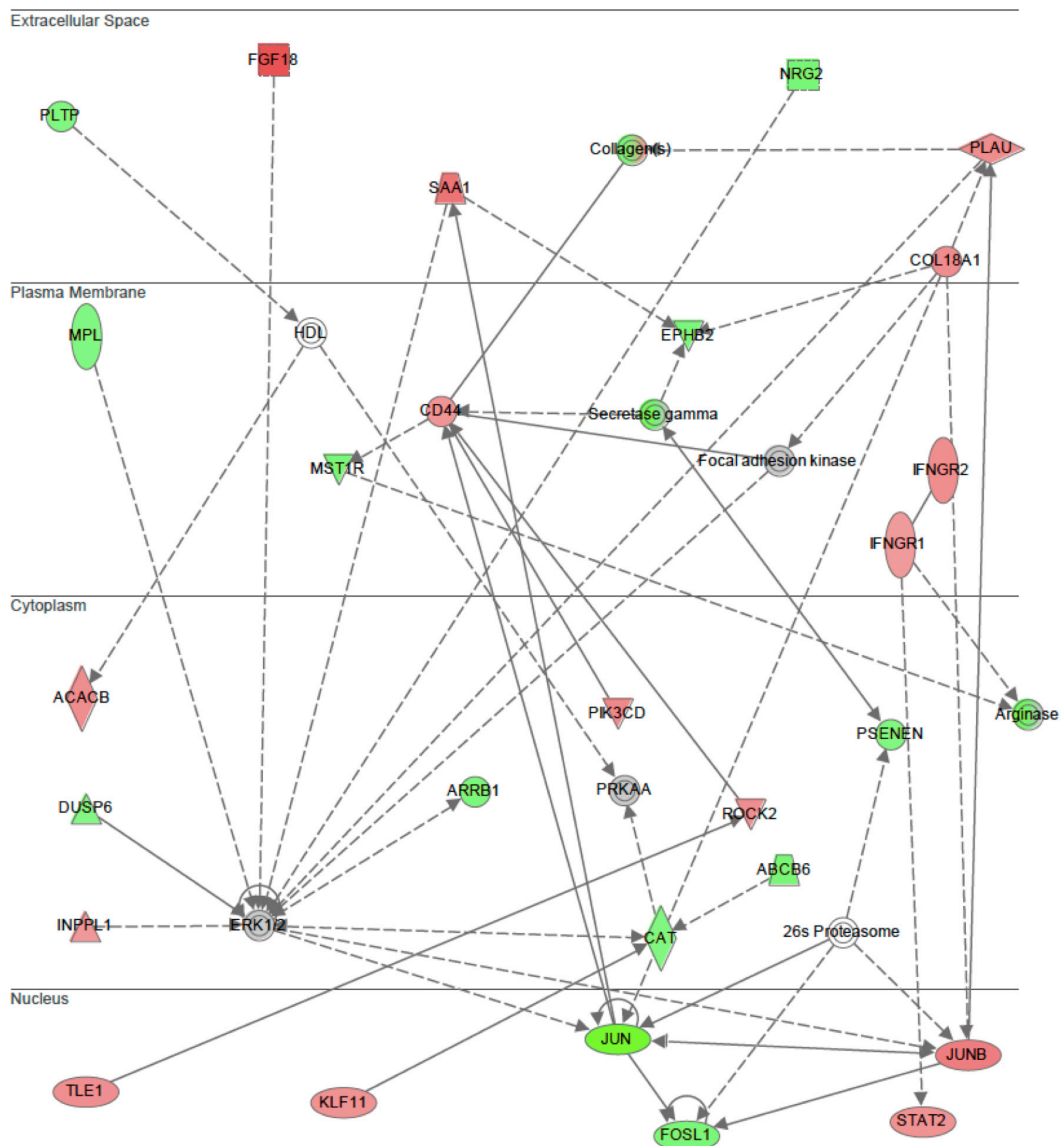 Extracellular Space
FGF18
NRG2
PLTP
Collagen(s)
PLAU
SAA1
COL18A1
Plasma Membrane
MPL
HDL
EPHB2
CD44
Secretase gamma
MST1R
Focal adhesion kinase
IFNGR2
IFNGR1
Cytoplasm
ACACB
PIK3CD
Arginase
PSENEN
ARRB1
PRKAA
DUSP6
ROCK2
ABCB6
INPPL1
ERK1/2
26s Proteasome
CAT
Nucleus
JUN
JUNB
TLE1
KLF11
STAT2
FOSL1